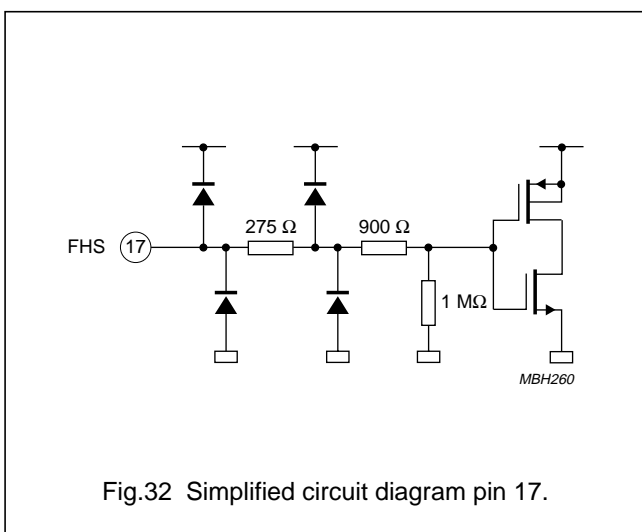 FHS 17 275 Ω 900 Ω
1 MΩ
MBH260
Fig.32 Simplified circuit diagram pin 17.